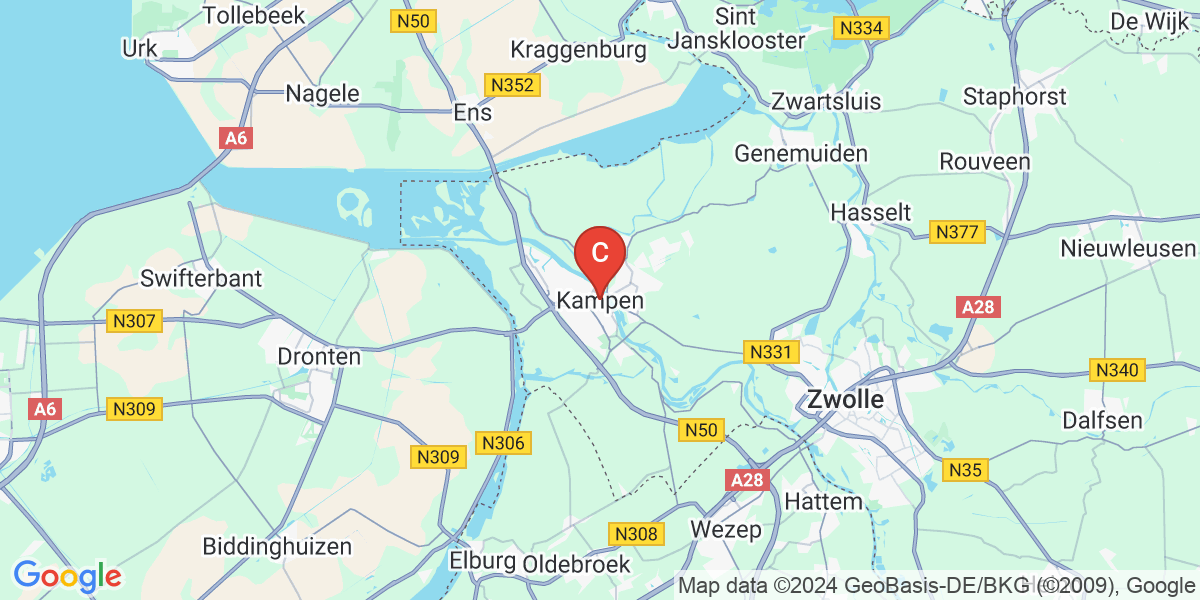 Tollebeek
N50
Sint
Jansklooster
N334
De Wijk
Urk
Kraggenburg
Nagele
N352
Ens
Zwartsluis
Staphorst
A6
Genemuiden
Rouveen
Hasselt
N377
Nieuwleusen
C
Swifterbant
Kampen
A28
N307
Dronten
N331
N340
A6
N309
Zwolle
Dalfsen
N50
N306
N309
N35
A28
Hattem
Wezep
N308
Biddinghuizen
Elburg
Oldebroek
Google
Map data ©2024 GeoBasis-DE/BKG (©2009), Google